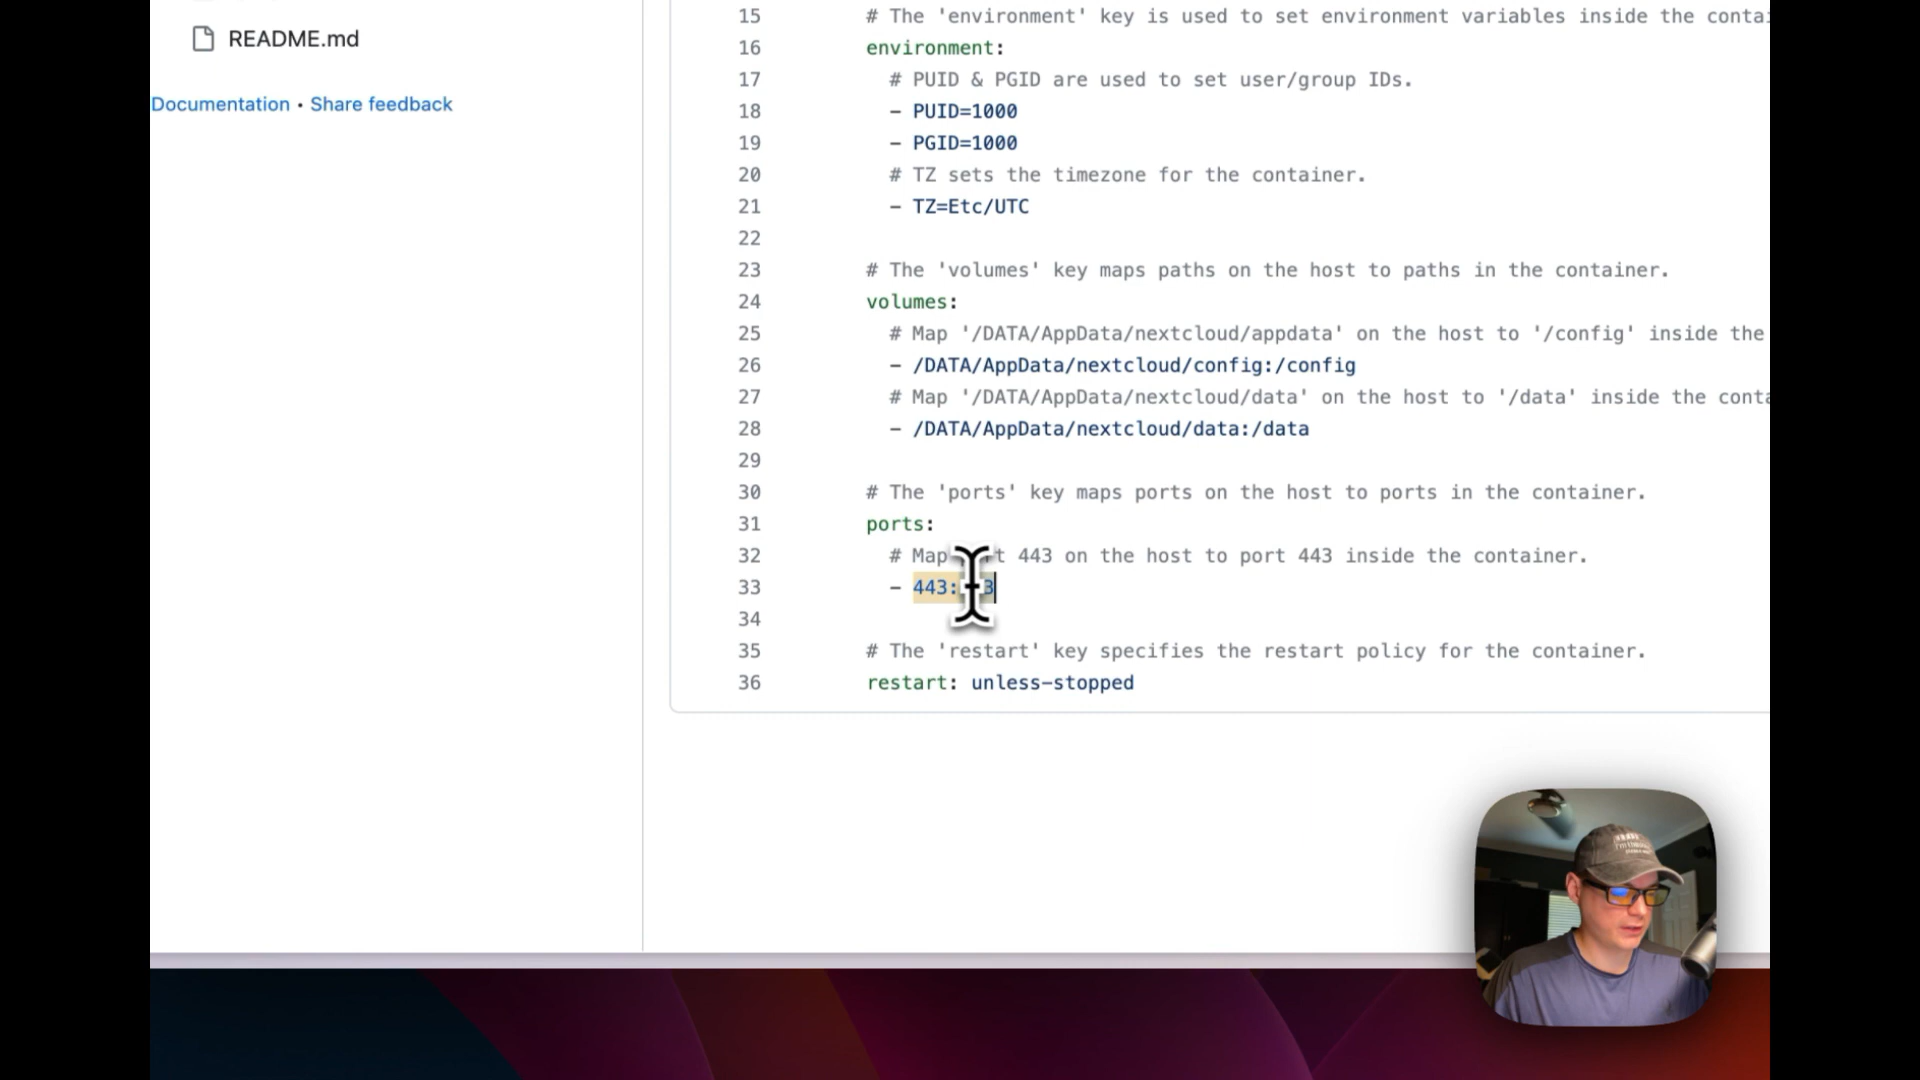 README.md
Documentation • Share feedback
15 # The 'environment' key is used to set environment variables inside the
16 environment:
17 # PUID & PGID are used to set user/group IDs.
18 - PUID=1000
19 - PGID=1000
20 # TZ sets the timezone for the container.
21 - TZ=Etc/UTC
22
23 # The 'volumes' key maps paths on the host to paths in the container.
24 volumes:
25 # Map '/DATA/AppData/nextcloud/appdata' on the host to '/config' inside the
26 - /DATA/AppData/nextcloud/config:/config
27 # Map '/DATA/AppData/nextcloud/data' on the host to '/data' inside the
28 - /DATA/AppData/nextcloud/data:/data
29
30 # The 'ports' key maps ports on the host to ports in the container.
31 ports:
32 # Map 443 on the host to port 443 inside the container.
33 - 443:
34
35 # The 'restart' key specifies the restart policy for the container.
36 restart: unless-stopped